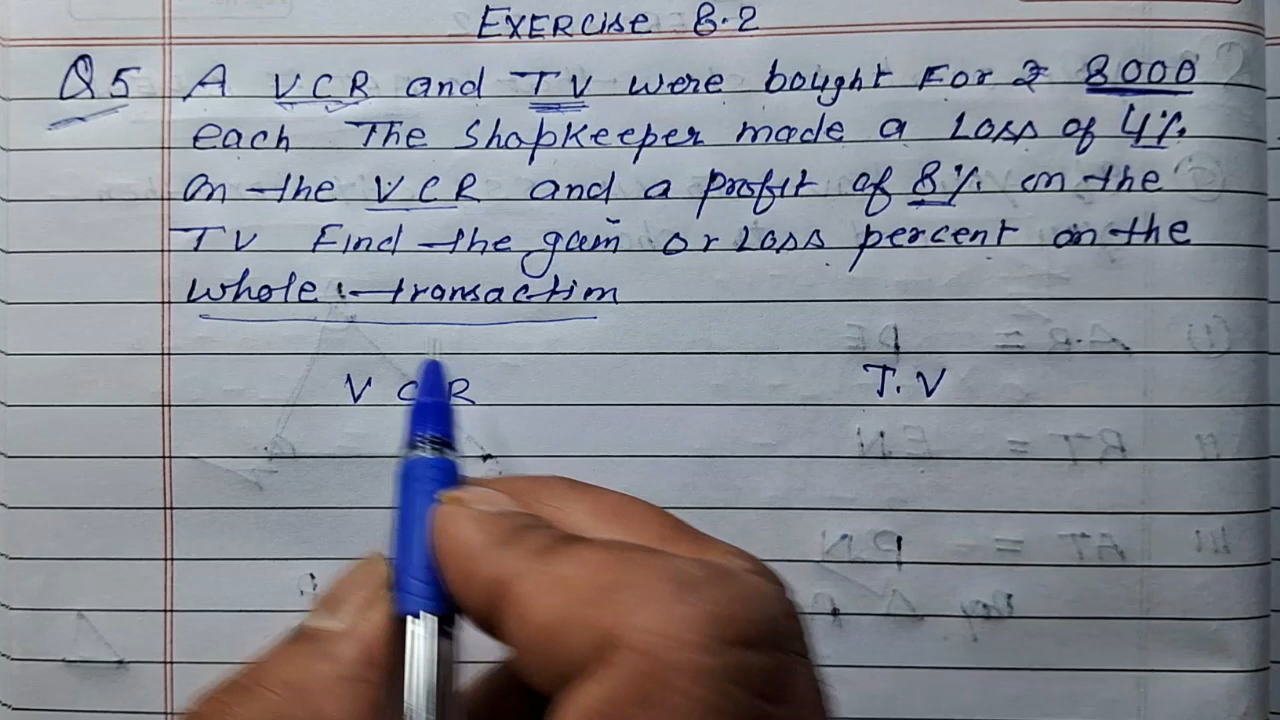 EXERCISE 8.2
Q5 A VCR and TV were bought For ₹ 8000
each The Shopkeeper made a Loss of 4%
on the VCR and a profit of 8% on the
TV Find the gain or Loss percent on the
whole transaction
VCR T.V